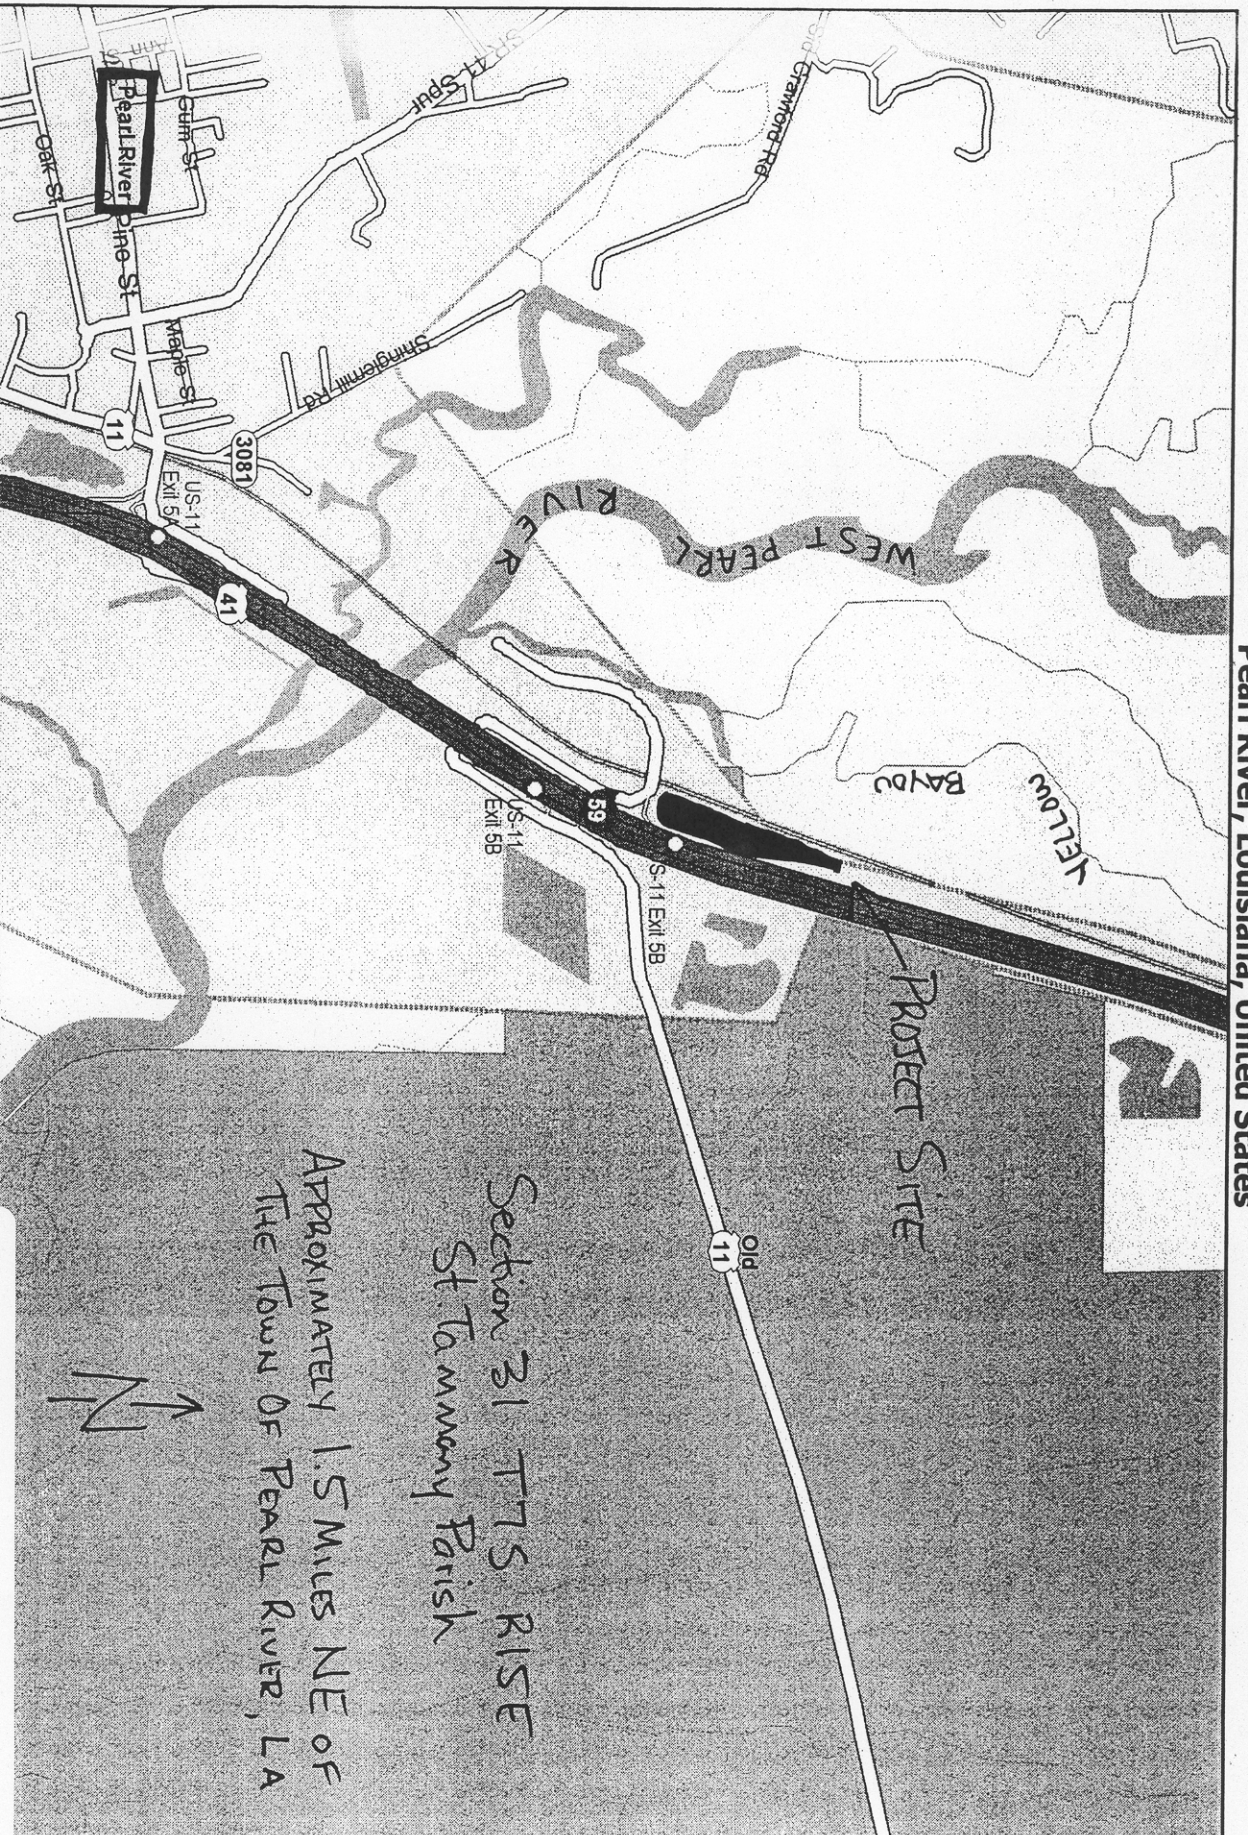 Pearl River, Louisiana, United States
Crawford Rd
SR-41 Spur
Ann S
Gum St
Pearl River
Oak St
Pine St
Maple St
Shinglemill Rd
11
3081
US-11
Exit 5A
41
WEST PEARL
RIVER
YELLOW
BAYOU
59
US-11
Exit 5B
S-11 Exit 5B
PROJECT SITE
Old
11
Section 31 T7S R15E
St. Tammany Parish
APPROXIMATELY 1.5 MILES NE OF
THE TOWN OF PEARL RIVER, LA
N